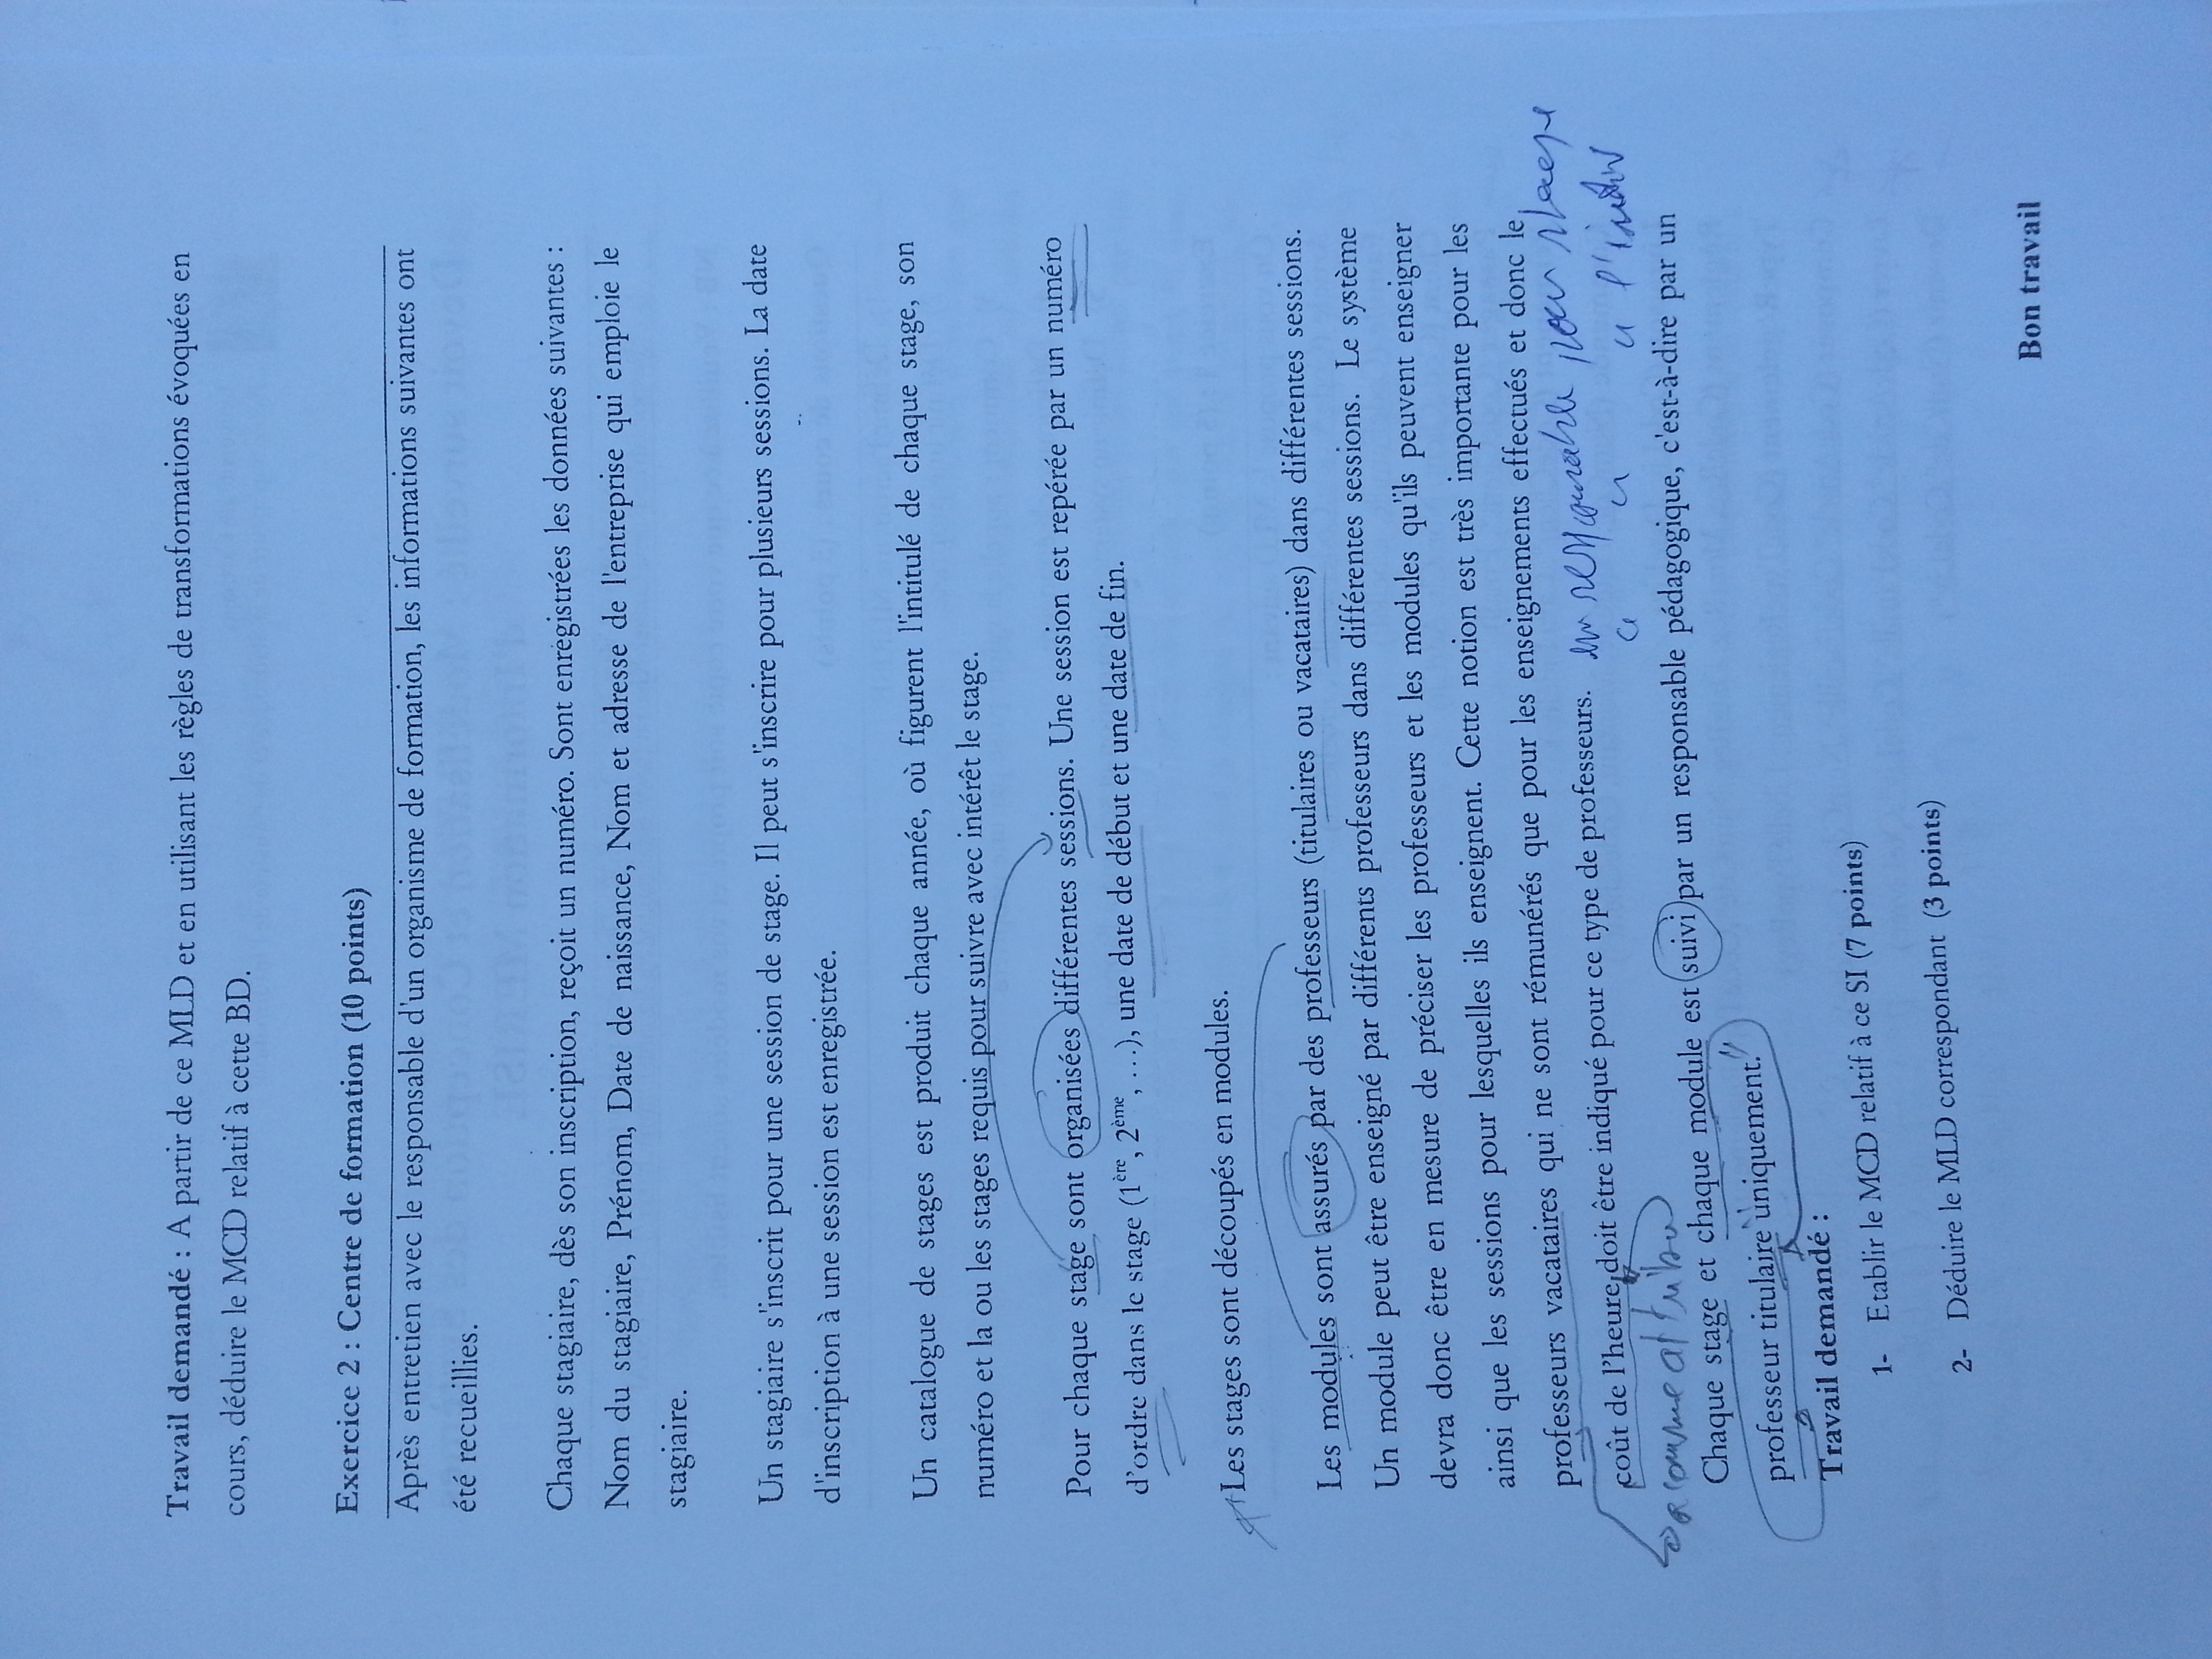 Travail demandé : A partir de ce MLD et en utilisant les règles de transformations évoquées en
cours, déduire le MCD relatif à cette BD.
Exercice 2 : Centre de formation (10 points)
Après entretien avec le responsable d'un organisme de formation, les informations suivantes ont
été recueillies.
Chaque stagiaire, dès son inscription, reçoit un numéro. Sont enregistrées les données suivantes :
Nom du stagiaire, Prénom, Date de naissance, Nom et adresse de l'entreprise qui emploie le
stagiaire.
Un stagiaire s'inscrit pour une session de stage. Il peut s'inscrire pour plusieurs sessions. La date
d'inscription à une session est enregistrée.
Un catalogue de stages est produit chaque année, où figurent l'intitulé de chaque stage, son
numéro et la ou les stages requis pour suivre avec intérêt le stage.
Pour chaque stage sont organisées différentes sessions. Une session est repérée par un numéro
d'ordre dans le stage (1ère, 2ème, …), une date de début et une date de fin.
Les stages sont découpés en modules.
Les modules sont assurés par des professeurs (titulaires ou vacataires) dans différentes sessions.
Un module peut être enseigné par différents professeurs dans différentes sessions. Le système
devra donc être en mesure de préciser les professeurs et les modules qu'ils peuvent enseigner
ainsi que les sessions pour lesquelles ils enseignent. Cette notion est très importante pour les
professeurs vacataires qui ne sont rémunérés que pour les enseignements effectués et donc le
coût de l'heure doit être indiqué pour ce type de professeurs.
un responsable pour
comme attribu
Chaque stage et chaque module est suivi par un responsable pédagogique, c'est-à-dire par un
professeur titulaire uniquement.
Travail demandé :
1- Etablir le MCD relatif à ce SI (7 points)
2- Déduire le MLD correspondant (3 points)
Bon travail